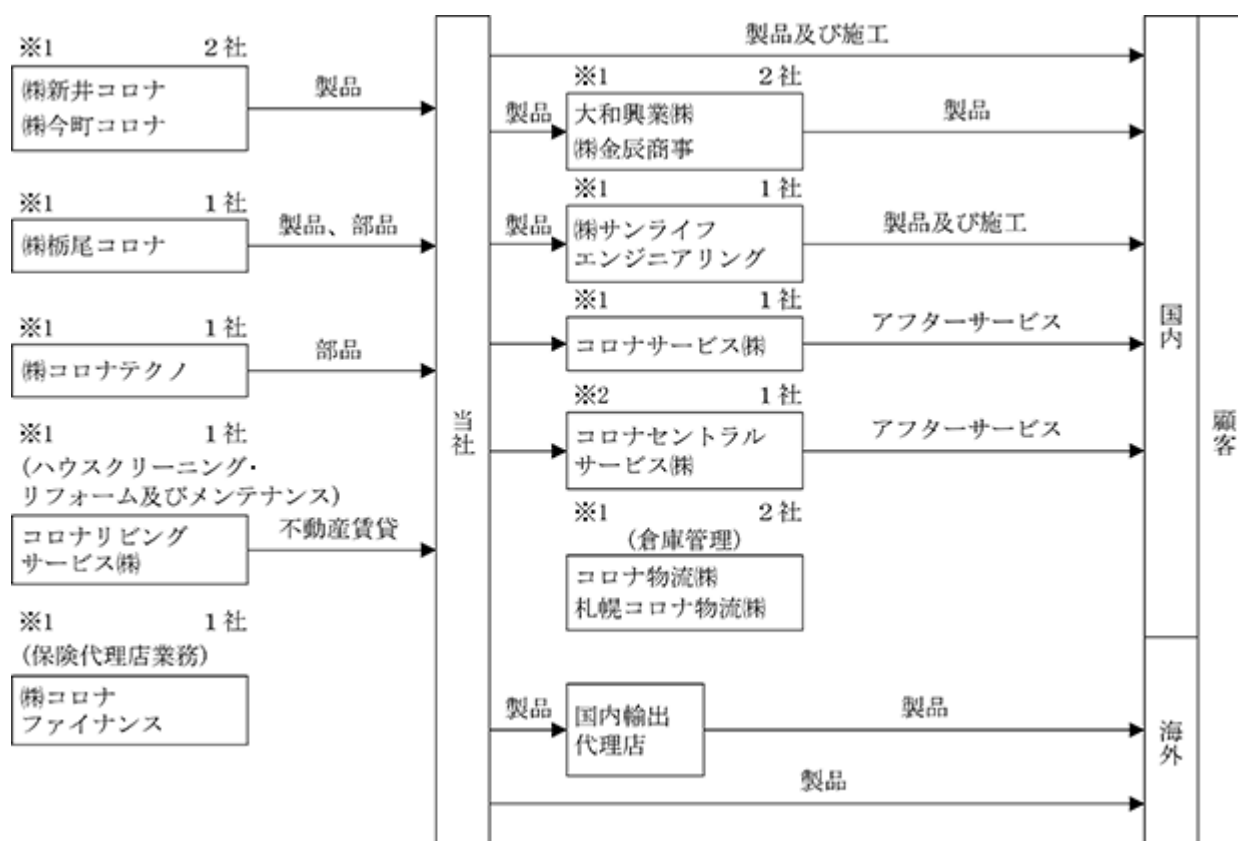 ※1 2社
㈱新井コロナ
㈱今町コロナ
製品
※1 1社
㈱栃尾コロナ
製品、部品
※1 1社
㈱コロナテクノ
部品
※1 1社
(ハウスクリーニング・
リフォーム及びメンテナンス)
コロナリビング
サービス㈱
不動産賃貸
※1 1社
(保険代理店業務)
㈱コロナ
ファイナンス
当社
製品及び施工
※1 2社
製品
大和興業㈱
㈱金辰商事
製品
※1 1社
製品
㈱サンライフ
エンジニアリング
製品及び施工
※1 1社
コロナサービス㈱
アフターサービス
※2 1社
コロナセントラル
サービス㈱
アフターサービス
※1 2社
(倉庫管理)
コロナ物流㈱
札幌コロナ物流㈱
製品
国内輸出
代理店
製品
製品
国内
海外
顧客